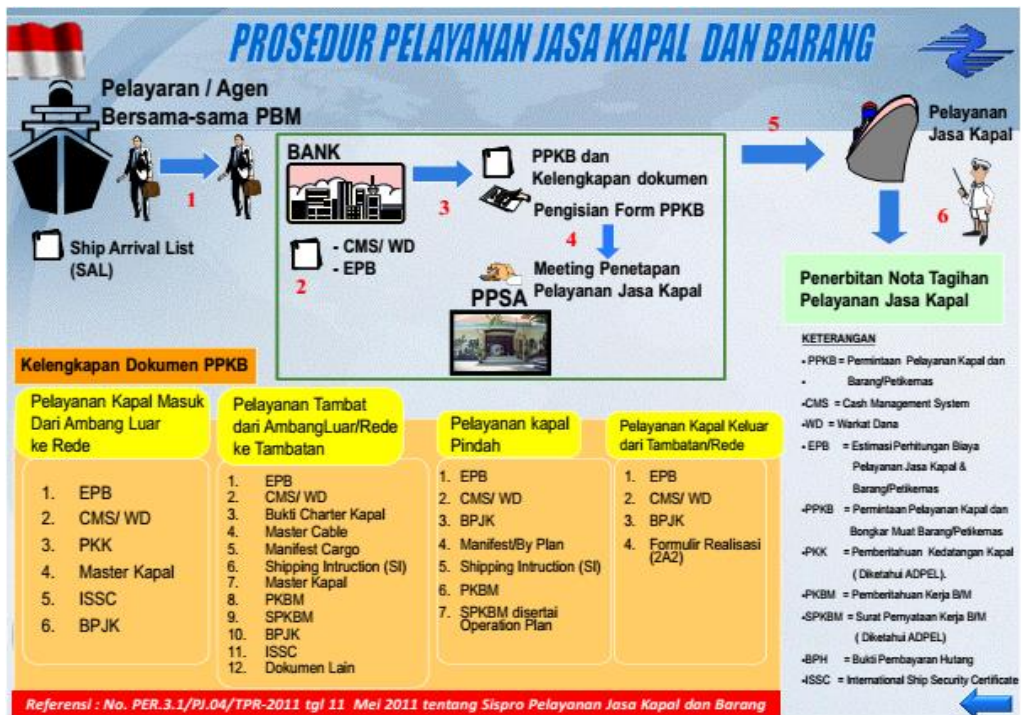 PROSEDUR PELAYANAN JASA KAPAL DAN BARANG
Pelayaran / Agen
Bersama-sama PBM
1
Ship Arrival List
(SAL)
BANK
- CMS/ WD
- EPB
2
3
PPKB dan
Kelengkapan dokumen
Pengisian Form PPKB
4
Meeting Penetapan
Pelayanan Jasa Kapal
PPSA
5
Pelayanan
Jasa Kapal
6
Penerbitan Nota Tagihan
Pelayanan Jasa Kapal
Kelengkapan Dokumen PPKB
Pelayanan Kapal Masuk
Dari Ambang Luar
ke Rede
1. EPB
2. CMS/ WD
3. PKK
4. Master Kapal
5. ISSC
6. BPJK
Pelayanan Tambat
dari AmbangLuar/Rede
ke Tambatan
1. EPB
2. CMS/ WD
3. Bukti Charter Kapal
4. Master Cable
5. Manifest Cargo
6. Shipping Intruction (SI)
7. Master Kapal
8. PKBM
9. SPKBM
10. BPJK
11. ISSC
12. Dokumen Lain
Pelayanan kapal
Pindah
1. EPB
2. CMS/ WD
3. BPJK
4. Manifest/By Plan
5. Shipping Intruction (SI)
6. PKBM
7. SPKBM disertai
Operation Plan
Pelayanan Kapal Keluar
dari Tambatan/Rede
1. EPB
2. CMS/ WD
3. BPJK
4. Formulir Realisasi
(2A2)
KETERANGAN
• PPKB = Permintaan Pelayanan Kapal dan
• Barang/Petikemas
•CMS = Cash Management System
•WD = Warkat Dana
• EPB = Estimasi Perhitungan Biaya
Pelayanan Jasa Kapal &
Barang/Petikemas
•PPKB = Permintaan Pelayanan Kapal dan
Bongkar Muat Barang/Petikemas
•PKK = Pemberitahuan Kedatangan Kapal
( Diketahui ADPEL).
•PKBM = Pemberitahuan Kerja B/M
•SPKBM = Surat Pernyataan Kerja B/M
( Diketahui ADPEL)
•BPH = Bukti Pembayaran Hutang
•ISSC = International Ship Security Certificate
Referensi : No. PER.3.1/PJ.04/TPR-2011 tgl 11 Mei 2011 tentang Sispro Pelayanan Jasa Kapal dan Barang